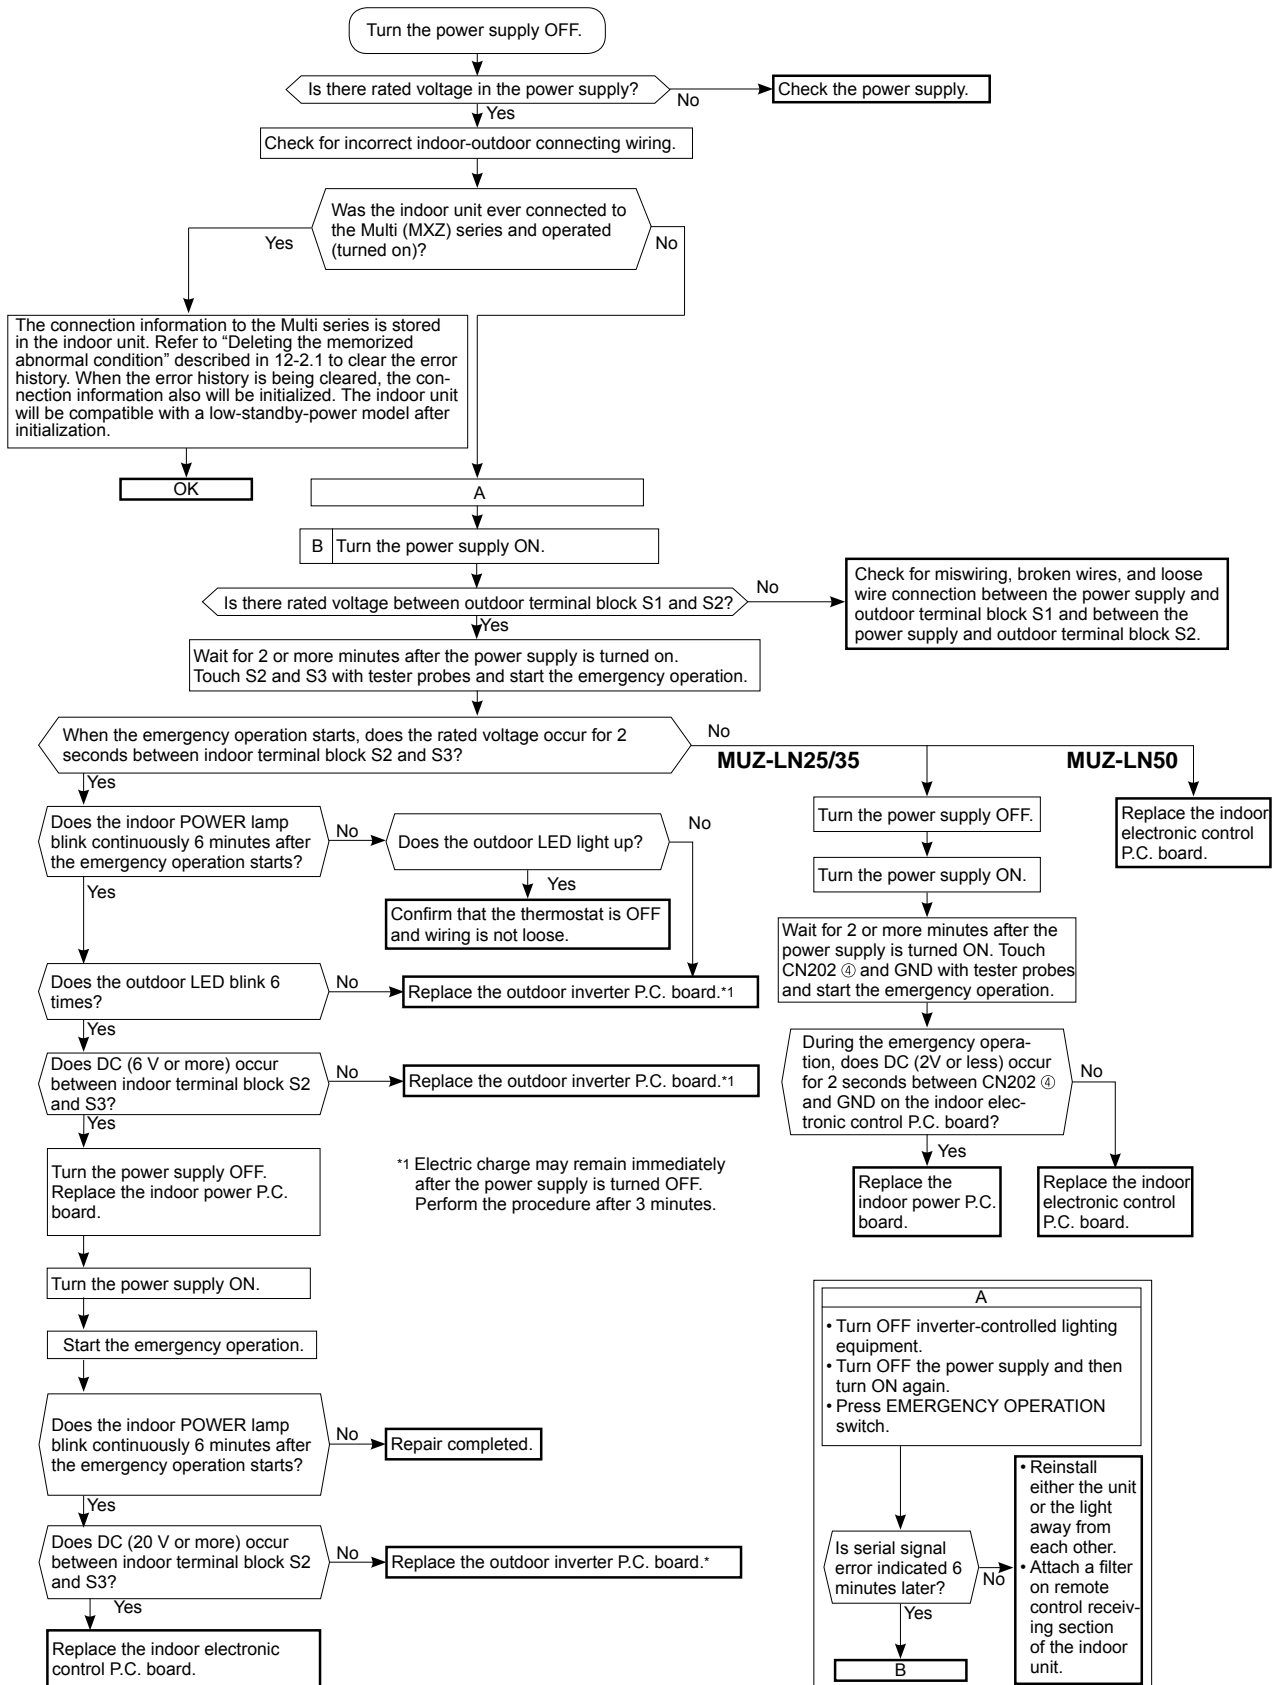 Turn the power supply OFF.
Is there rated voltage in the power supply?
No
Check the power supply.
Yes
Check for incorrect indoor-outdoor connecting wiring.
Was the indoor unit ever connected to
the Multi (MXZ) series and operated
(turned on)?
Yes
No
The connection information to the Multi series is stored
in the indoor unit. Refer to “Deleting the memorized
abnormal condition” described in 12-2.1 to clear the error
history. When the error history is being cleared, the con-
nection information also will be initialized. The indoor unit
will be compatible with a low-standby-power model after
initialization.
OK
A
B Turn the power supply ON.
Is there rated voltage between outdoor terminal block S1 and S2?
No
Check for miswiring, broken wires, and loose
wire connection between the power supply and
outdoor terminal block S1 and between the
power supply and outdoor terminal block S2.
Yes
Wait for 2 or more minutes after the power supply is turned on.
Touch S2 and S3 with tester probes and start the emergency operation.
When the emergency operation starts, does the rated voltage occur for 2
seconds between indoor terminal block S2 and S3?
No
MUZ-LN25/35
MUZ-LN50
Yes
Does the indoor POWER lamp
blink continuously 6 minutes after
the emergency operation starts?
No
Does the outdoor LED light up?
No
Yes
Confirm that the thermostat is OFF
and wiring is not loose.
Yes
Does the outdoor LED blink 6
times?
No
Replace the outdoor inverter P.C. board.*1
Yes
Does DC (6 V or more) occur
between indoor terminal block S2
and S3?
No
Replace the outdoor inverter P.C. board.*1
Yes
Turn the power supply OFF.
Replace the indoor power P.C.
board.
*1 Electric charge may remain immediately
after the power supply is turned OFF.
Perform the procedure after 3 minutes.
Turn the power supply ON.
Start the emergency operation.
Does the indoor POWER lamp
blink continuously 6 minutes after
the emergency operation starts?
No
Repair completed.
Yes
Does DC (20 V or more) occur
between indoor terminal block S2
and S3?
No
Replace the outdoor inverter P.C. board.*
Yes
Replace the indoor electronic
control P.C. board.
Turn the power supply OFF.
Turn the power supply ON.
Wait for 2 or more minutes after the
power supply is turned ON. Touch
CN202 ④ and GND with tester probes
and start the emergency operation.
During the emergency opera-
tion, does DC (2V or less) occur
for 2 seconds between CN202 ④
and GND on the indoor elec-
tronic control P.C. board?
No
Yes
Replace the
indoor power P.C.
board.
Replace the indoor
electronic control
P.C. board.
Replace the indoor
electronic control
P.C. board.
A
• Turn OFF inverter-controlled lighting
equipment.
• Turn OFF the power supply and then
turn ON again.
• Press EMERGENCY OPERATION
switch.
Is serial signal
error indicated 6
minutes later?
No
• Reinstall
either the unit
or the light
away from
each other.
• Attach a filter
on remote
control receiv-
ing section
of the indoor
unit.
Yes
B